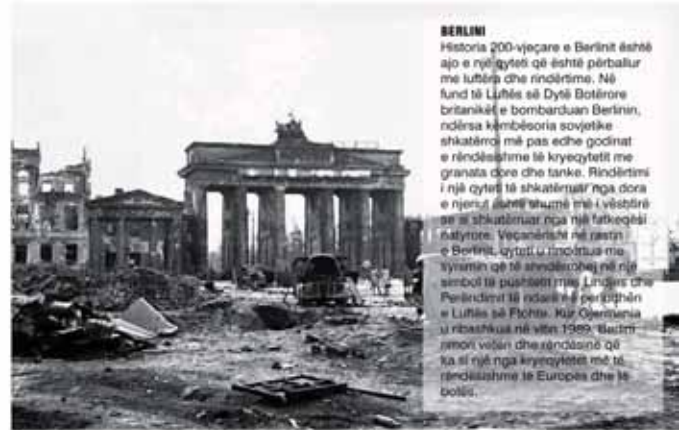 BERLINI
Historia 200-vjeçare e Berlinit është
ajo e një qyteti që është përballur
me luftëra dhe rindërtime. Në
fund të Luftës së Dytë Botërore
britanikët e bombarduan Berlinin,
ndërsa këmbësoria sovjetike
shkatërroi më pas edhe godinat
e rëndësishme të kryeqytetit me
granata dore dhe tanke. Rindërtimi
i një qyteti të shkatërruar nga dora
e njeriut është shumë më i vështirë
se ai shkatërruar nga një fatkeqësi
natyrore. Veçanërisht në rastin
e Berlinit, qyteti u rindërtua me
synimin që të shndërrohej në një
simbol të pushtetit mes Lindjes dhe
Perëndimit të ndarë në periudhën
e Luftës së Ftohtë. Kur Gjermania
u ribashkua në vitin 1989, Berlini
rimori vetën dhe rëndësinë që
ka si një nga kryeqytetet më të
rëndësishme të Europës dhe të
botës.